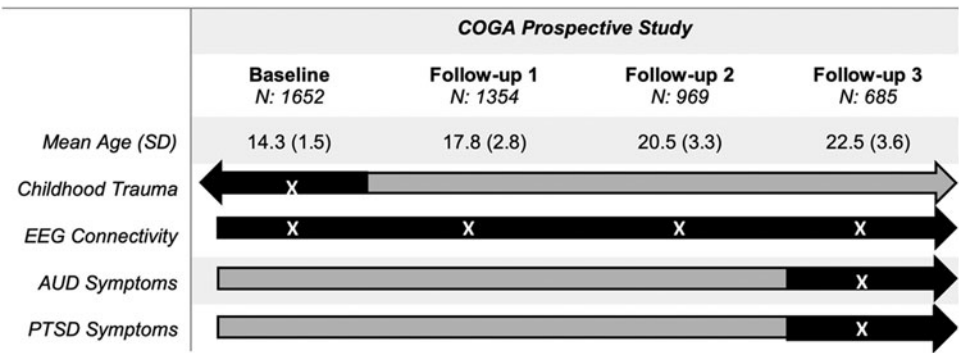 COGA Prospective Study
Baseline Follow-up 1 Follow-up 2 Follow-up 3
N: 1652 N: 1354 N: 969 N: 685
Mean Age (SD) 14.3 (1.5) 17.8 (2.8) 20.5 (3.3) 22.5 (3.6)
Childhood Trauma X
EEG Connectivity X X X X
AUD Symptoms X
PTSD Symptoms X